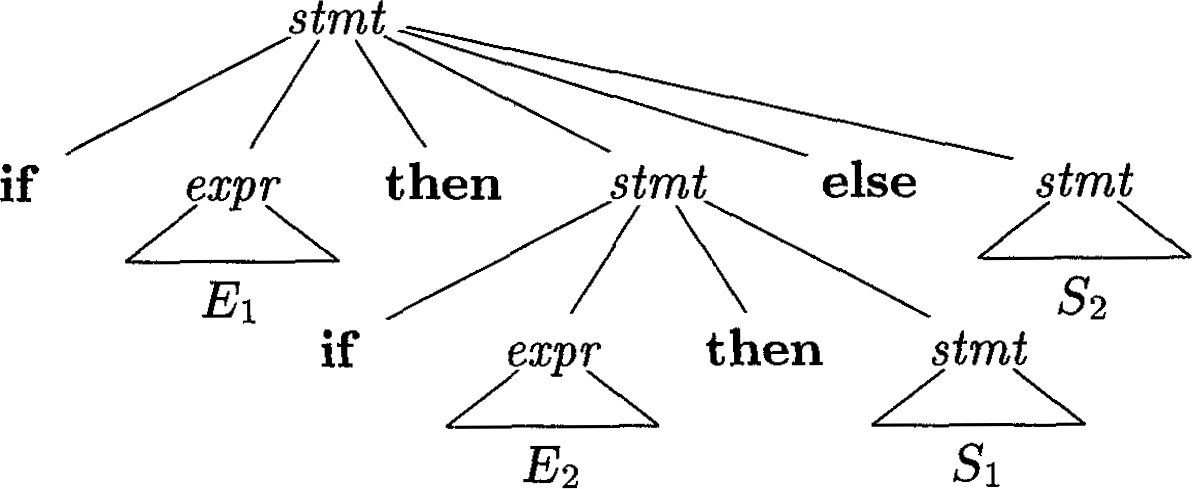 stmt
if expr then stmt else stmt
E1 S2
if expr then stmt
E2 S1